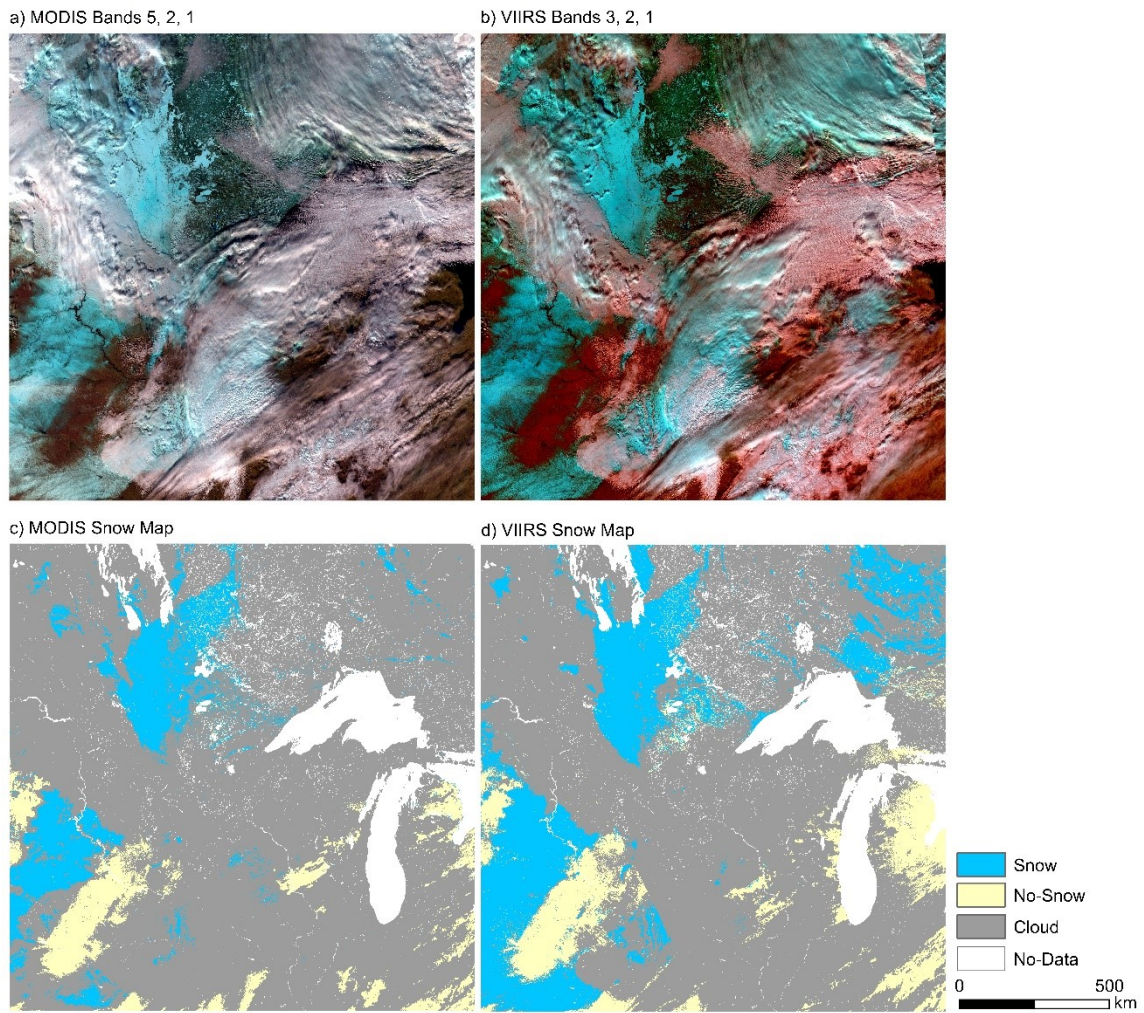 a) MODIS Bands 5, 2, 1
b) VIIRS Bands 3, 2, 1
c) MODIS Snow Map
d) VIIRS Snow Map
Snow
No-Snow
Cloud
No-Data
0 500
km